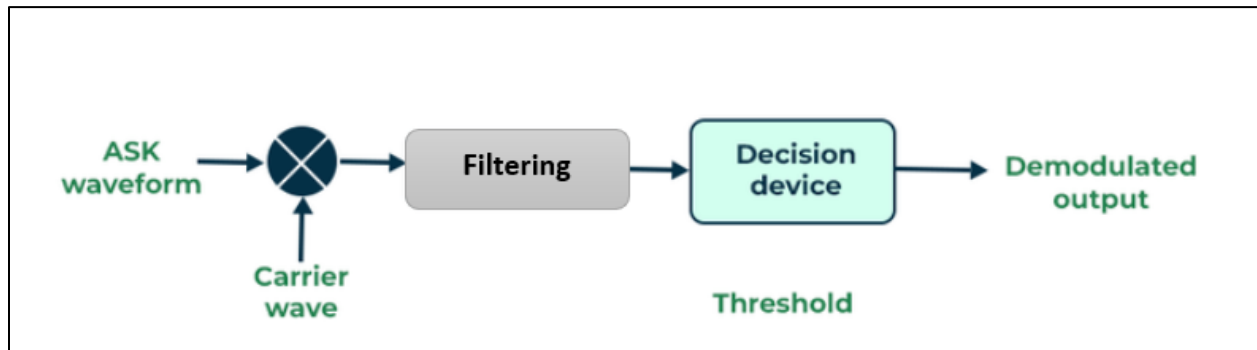 ASK
waveform
Carrier
wave
Filtering
Decision
device
Threshold
Demodulated
output